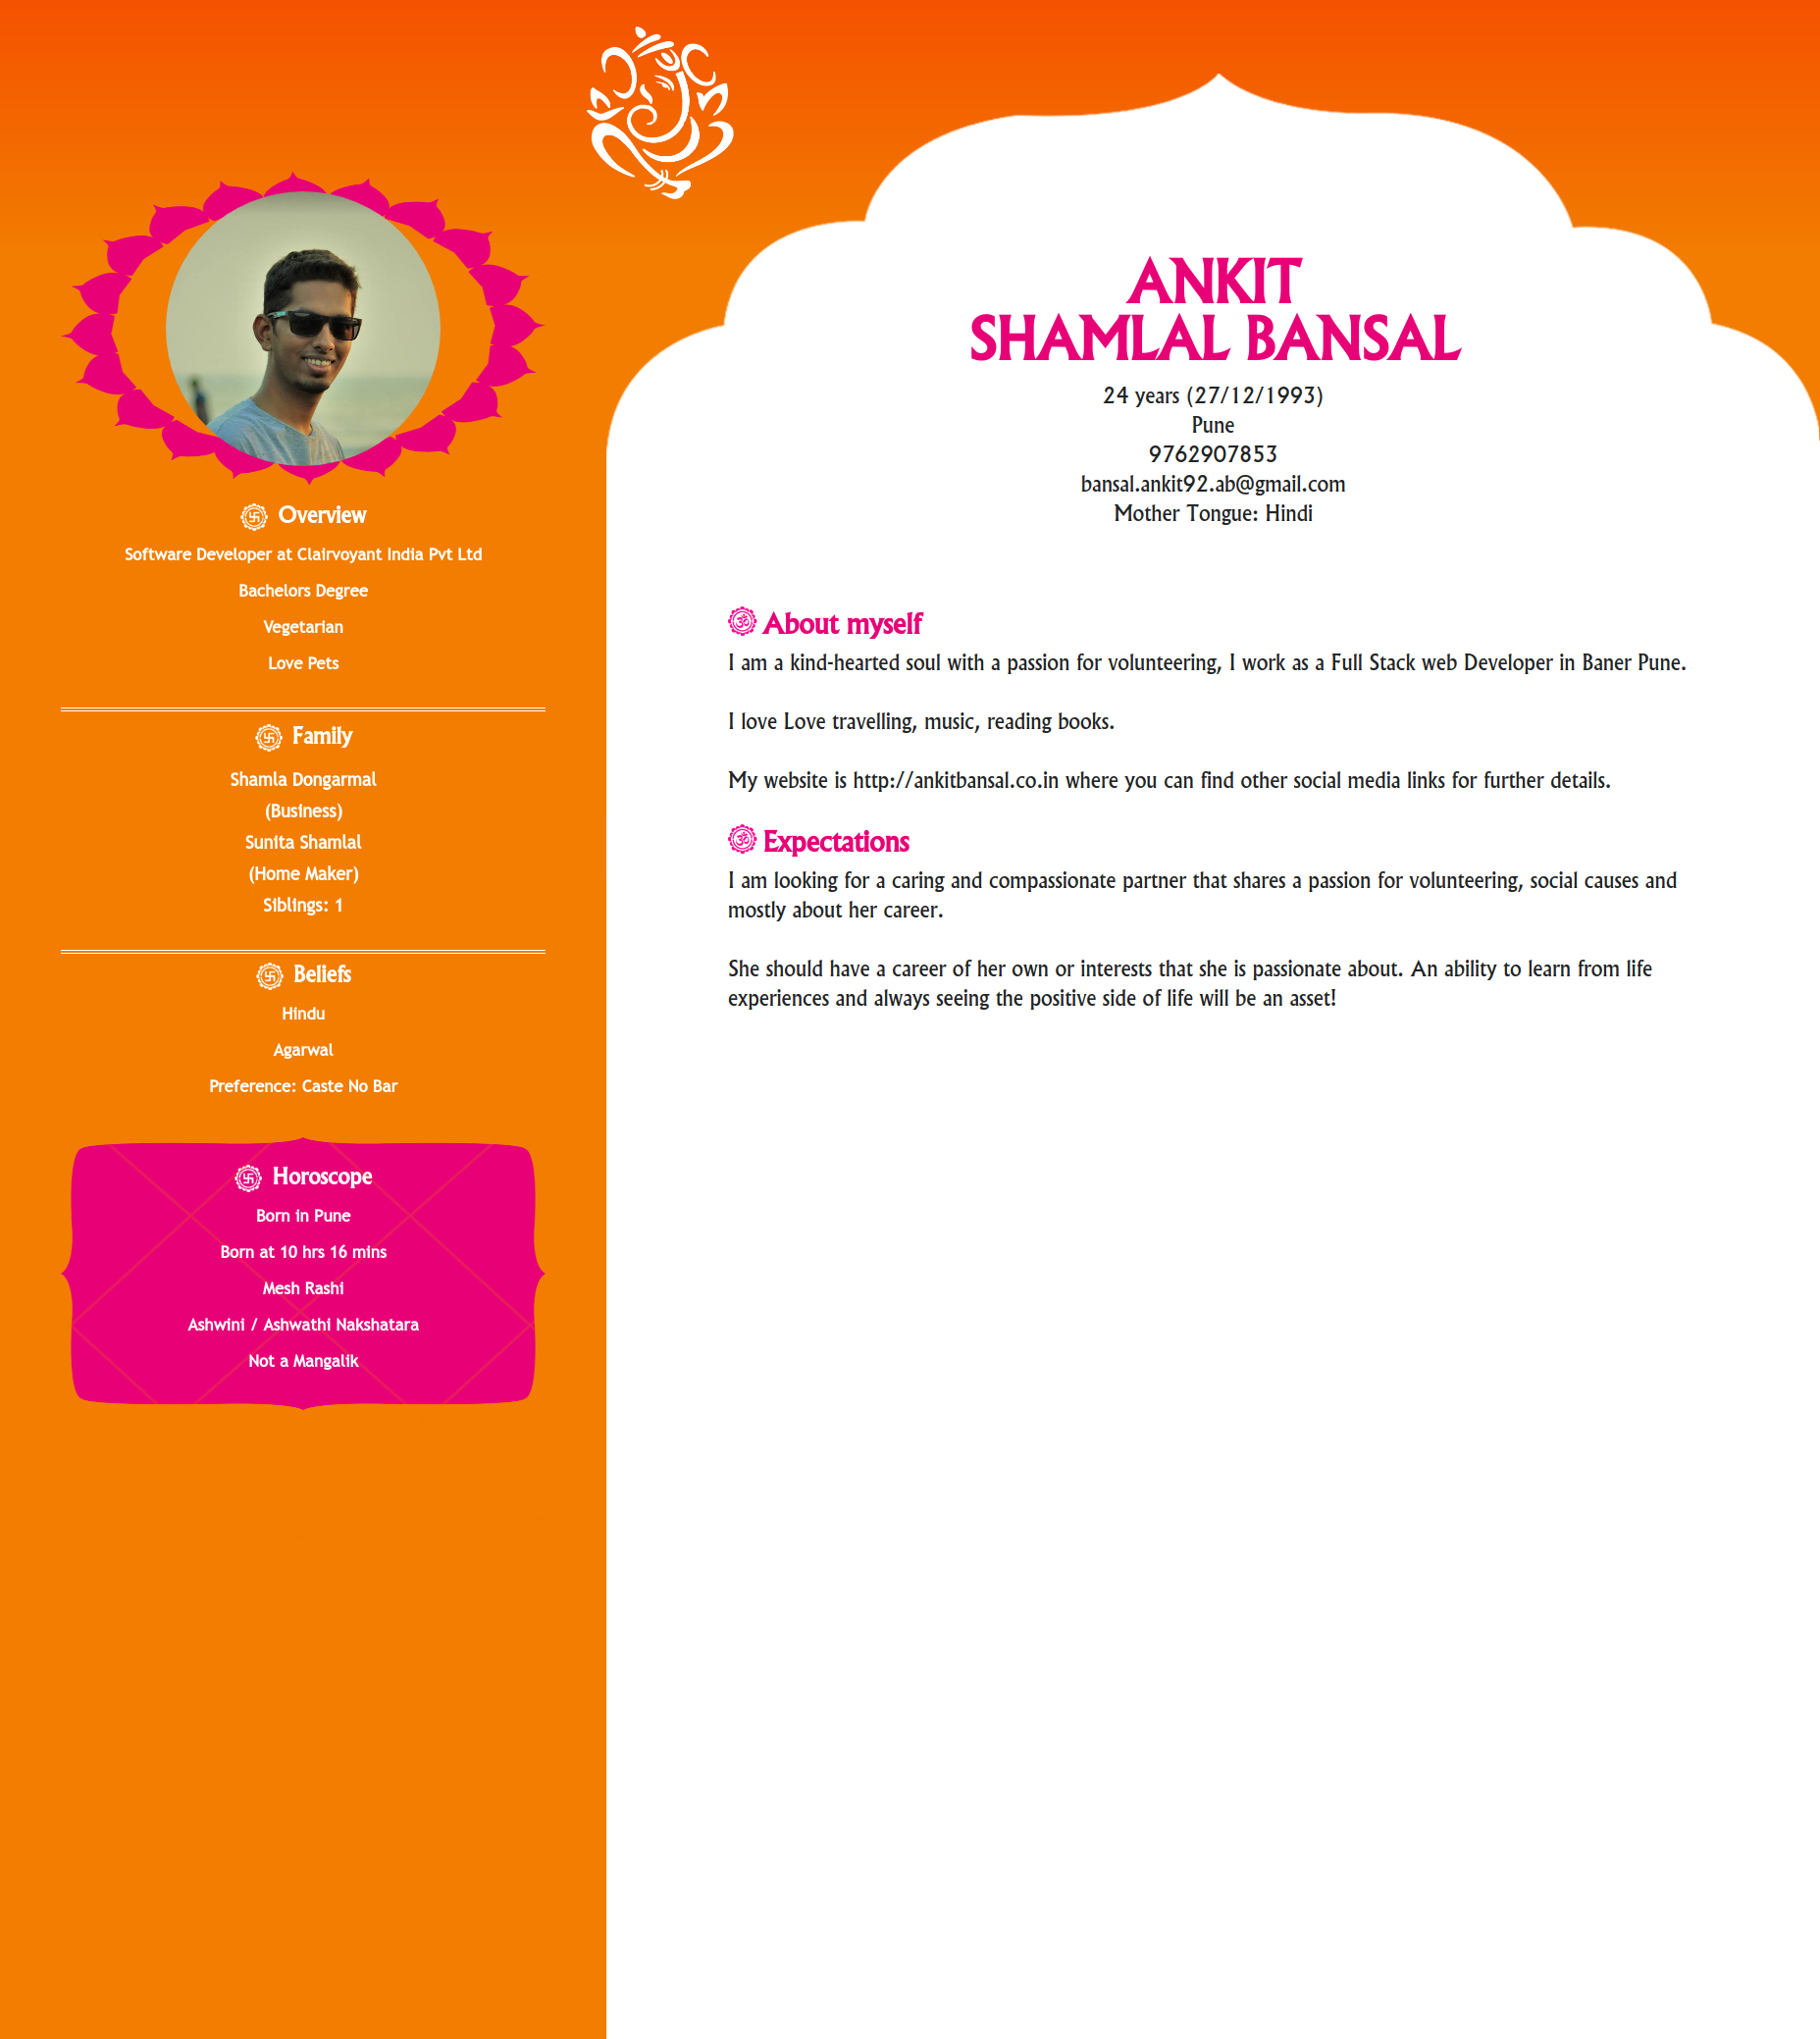 ANKIT
SHAMLAL BANSAL
24 years (27/12/1993)
Pune
9762907853
bansal.ankit92.ab@gmail.com
Mother Tongue: Hindi
Overview
Software Developer at Clairvoyant India Pvt Ltd
Bachelors Degree
Vegetarian
Love Pets
Family
Shamla Dongarmal
(Business)
Sunita Shamlal
(Home Maker)
Siblings: 1
Beliefs
Hindu
Agarwal
Preference: Caste No Bar
Horoscope
Born in Pune
Born at 10 hrs 16 mins
Mesh Rashi
Ashwini / Ashwathi Nakshatara
Not a Mangalik
ॐ About myself
I am a kind-hearted soul with a passion for volunteering, I work as a Full Stack web Developer in Baner Pune.
I love Love travelling, music, reading books.
My website is http://ankitbansal.co.in where you can find other social media links for further details.
ॐ Expectations
I am looking for a caring and compassionate partner that shares a passion for volunteering, social causes and
mostly about her career.
She should have a career of her own or interests that she is passionate about. An ability to learn from life
experiences and always seeing the positive side of life will be an asset!